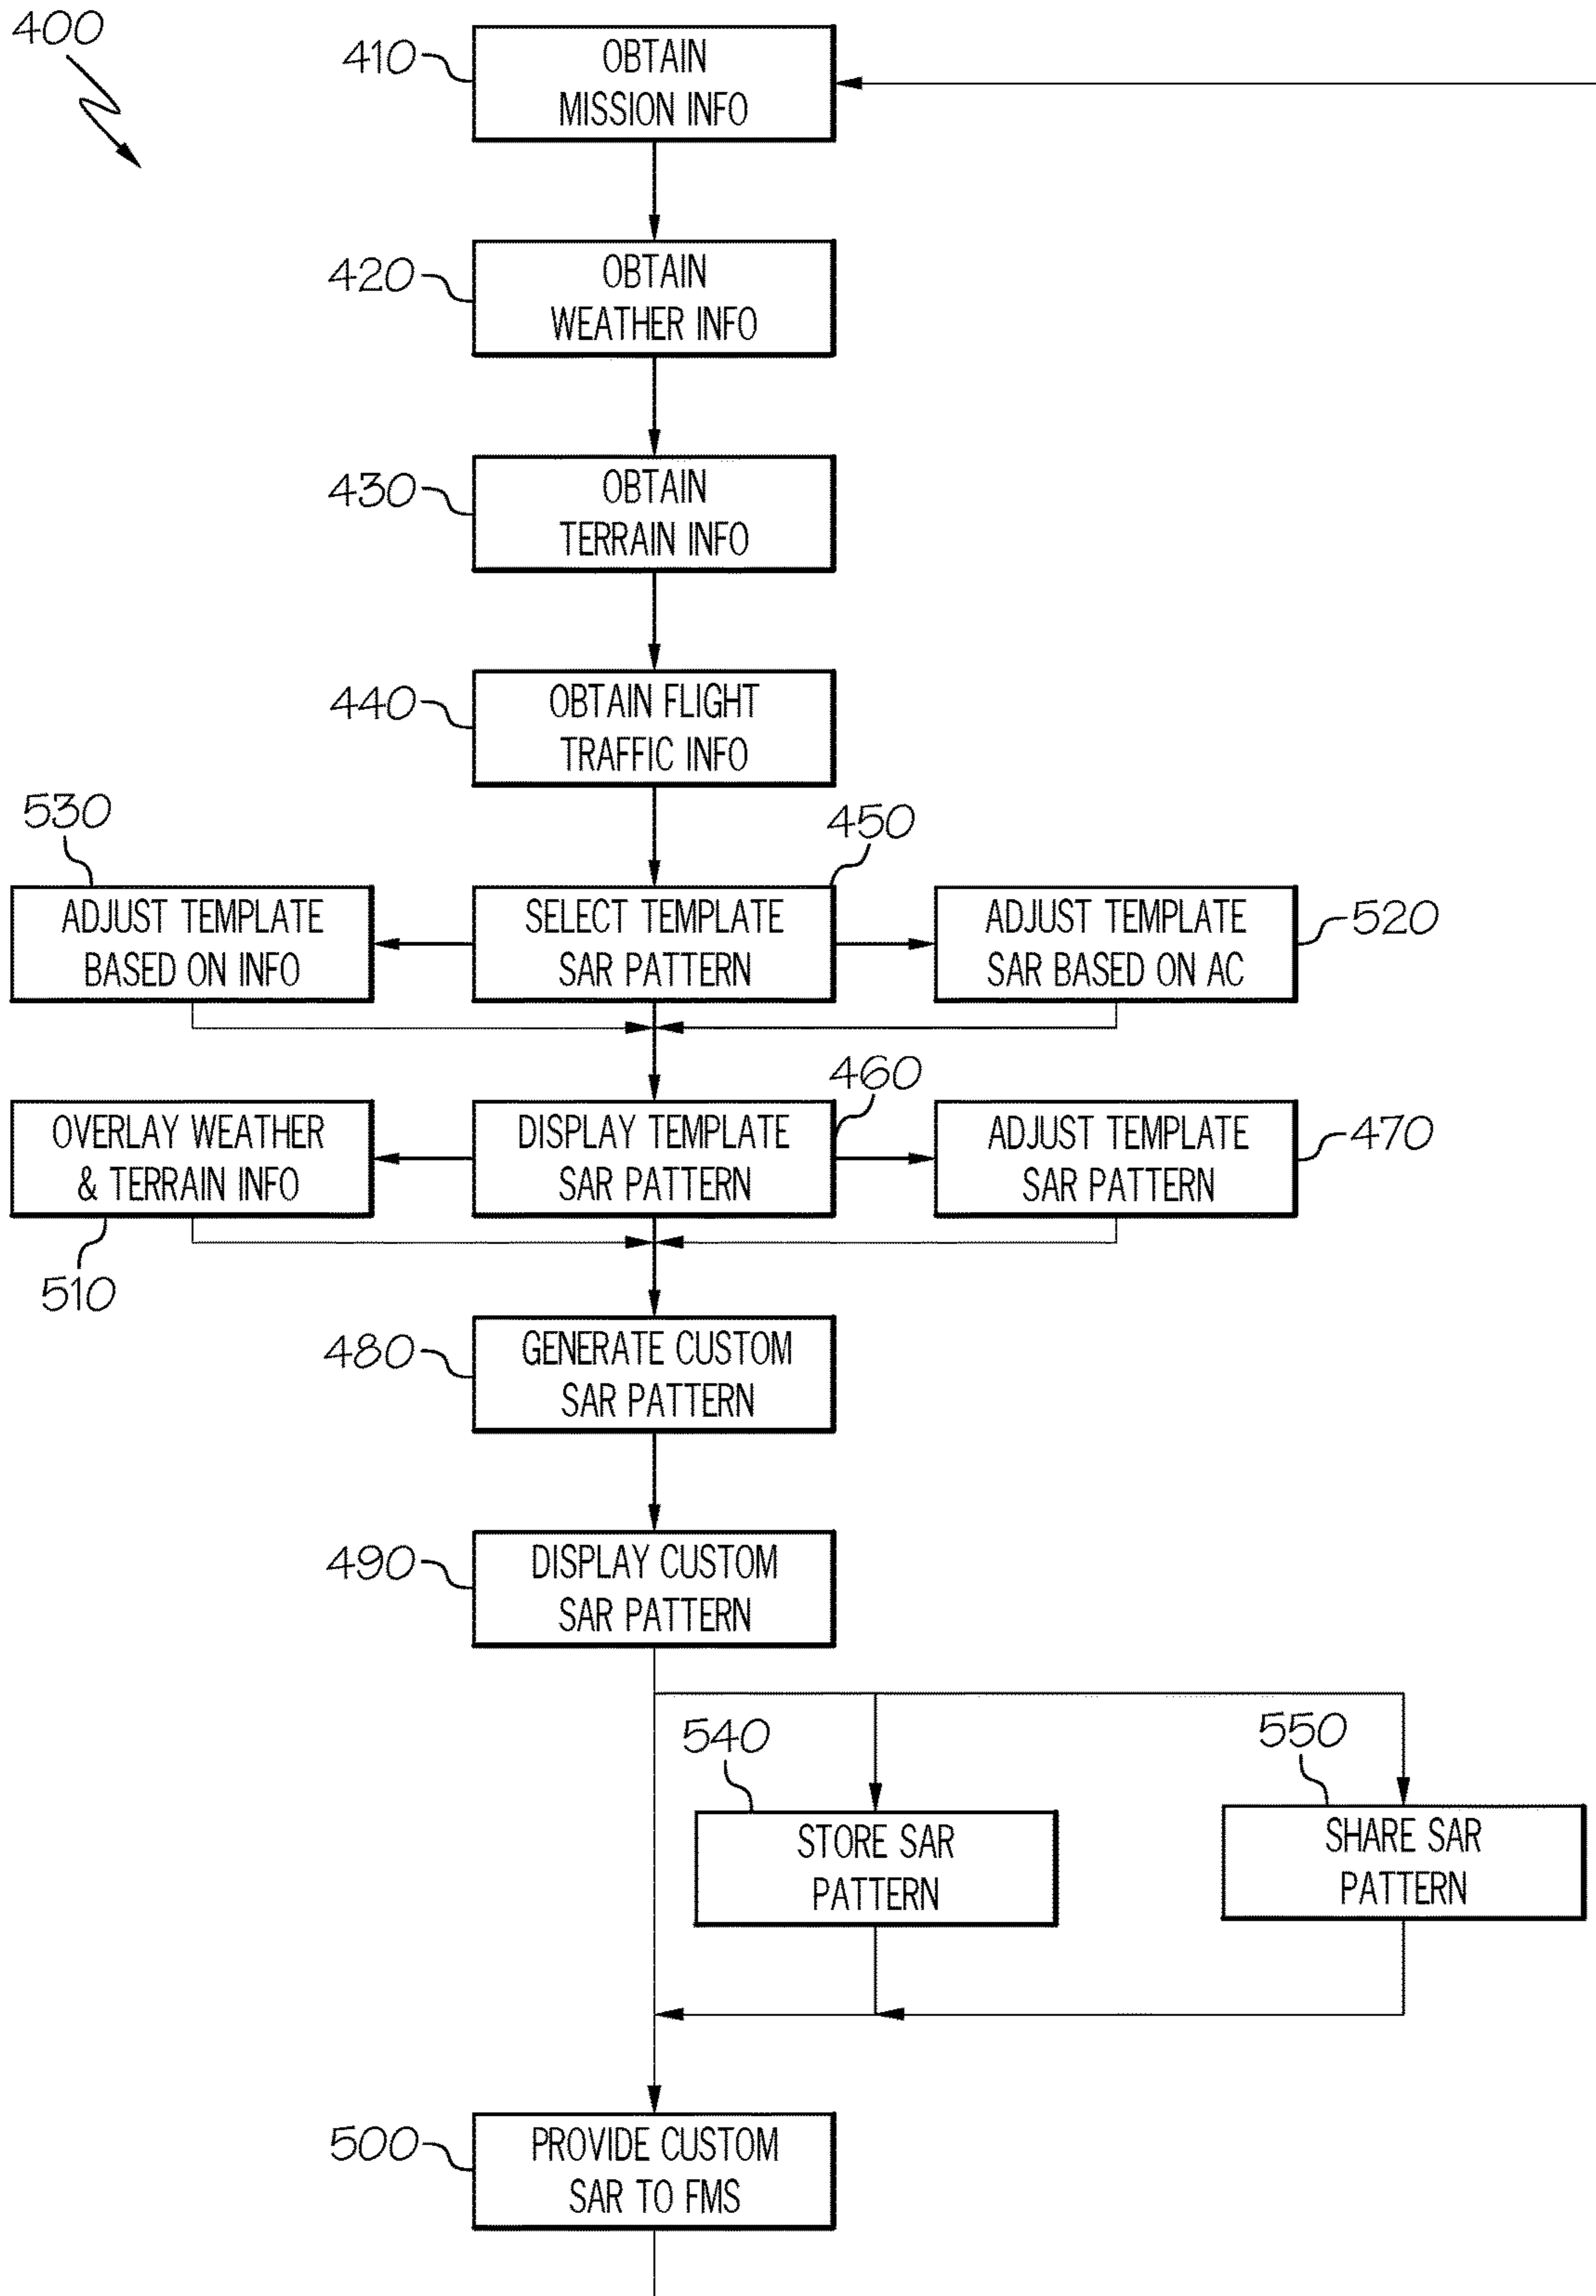 400
410
OBTAIN
MISSION INFO
420
OBTAIN
WEATHER INFO
430
OBTAIN
TERRAIN INFO
440
OBTAIN FLIGHT
TRAFFIC INFO
530
450
ADJUST TEMPLATE
BASED ON INFO
SELECT TEMPLATE
SAR PATTERN
ADJUST TEMPLATE
SAR BASED ON AC
520
460
OVERLAY WEATHER
& TERRAIN INFO
DISPLAY TEMPLATE
SAR PATTERN
ADJUST TEMPLATE
SAR PATTERN
470
510
480
GENERATE CUSTOM
SAR PATTERN
490
DISPLAY CUSTOM
SAR PATTERN
540
550
STORE SAR
PATTERN
SHARE SAR
PATTERN
500
PROVIDE CUSTOM
SAR TO FMS